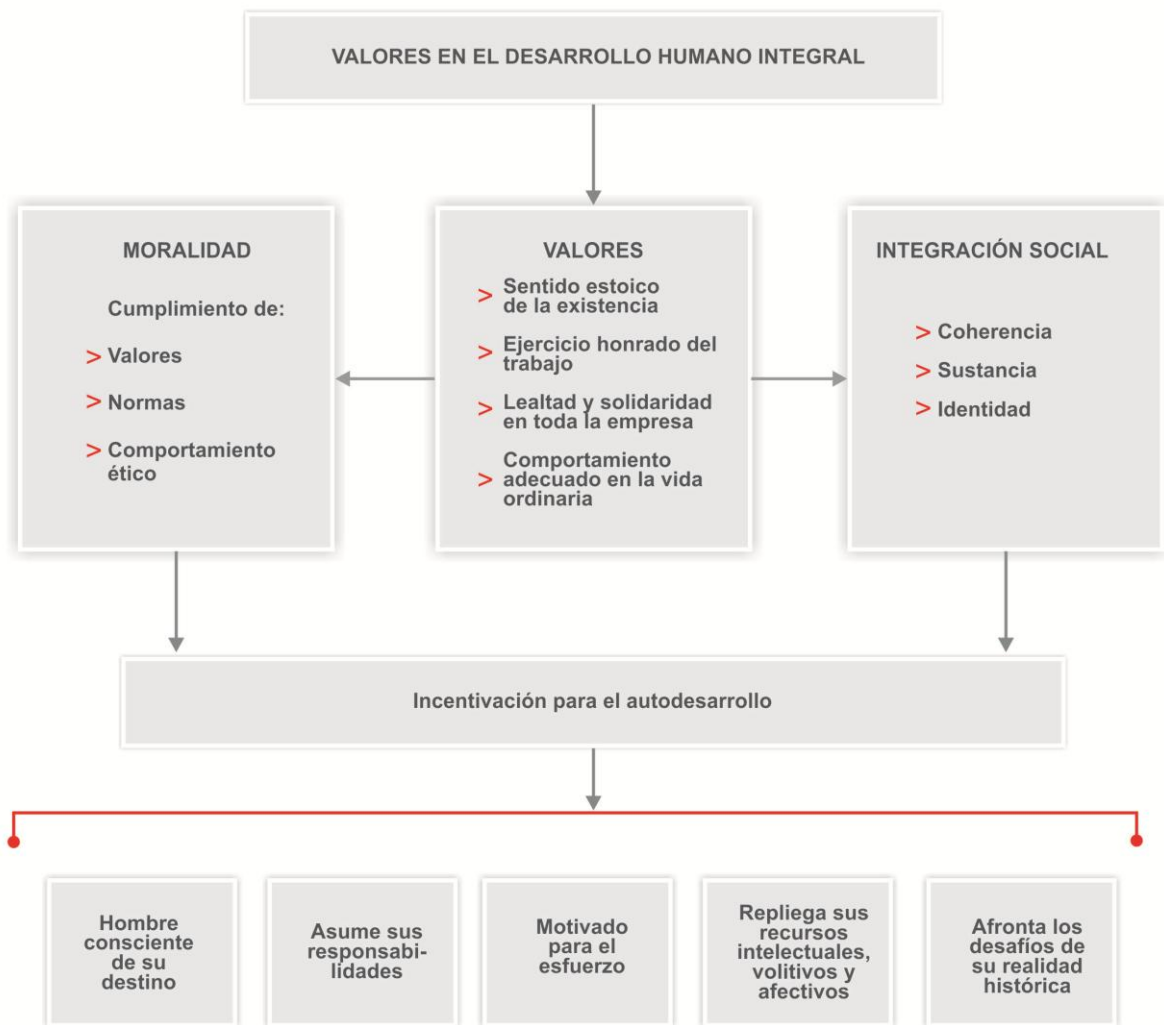 VALORES EN EL DESARROLLO HUMANO INTEGRAL
MORALIDAD
Cumplimiento de:
> Valores
> Normas
> Comportamiento
ético
VALORES
> Sentido estoico
de la existencia
> Ejercicio honrado del
trabajo
> Lealtad y solidaridad
en toda la empresa
> Comportamiento
adecuado en la vida
ordinaria
INTEGRACIÓN SOCIAL
> Coherencia
> Sustancia
> Identidad
Incentivación para el autodesarrollo
Hombre
consciente
de su
destino
Asume sus
responsabi-
lidades
Motivado
para el
esfuerzo
Repliega sus
recursos
intelectuales,
volitivos y
afectivos
Afronta los
desafíos de
su realidad
histórica